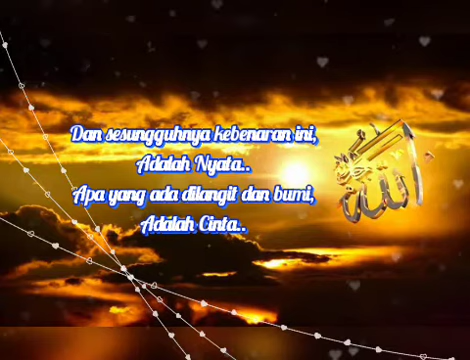 Dan sesungguhnya kebenaran ini,
Adalah Nyata..
Apa yang ada dilangit dan bumi,
Adalah Cinta..
الله